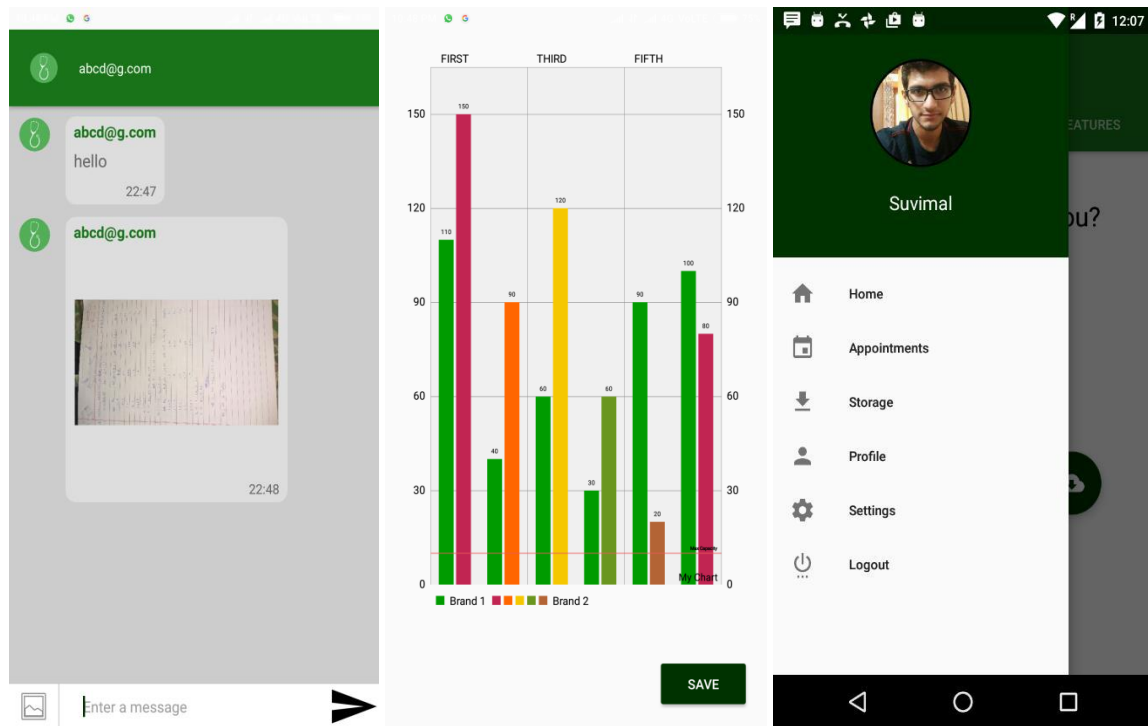 abcd@g.com
abcd@g.com
hello
22:47
abcd@g.com
22:48
Enter a message
FIRST THIRD FIFTH
150 150
150
120 120
120
110
100
90 90
90 90
80
60 60
60 60
40
30 30
30
20
Max Capacity
My Chart
0 0
Brand 1 Brand 2
SAVE
R 12:07
EATURES
Suvimal
ou?
Home
Appointments
Storage
Profile
Settings
Logout